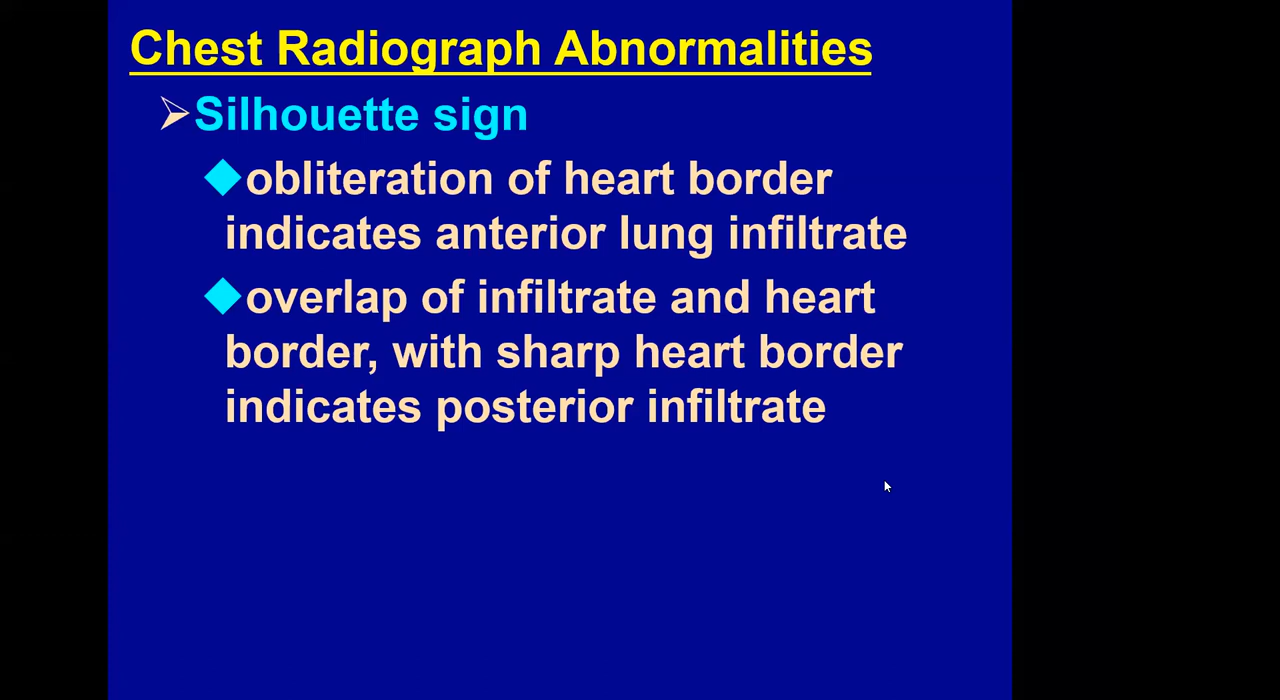 Chest Radiograph Abnormalities
Silhouette sign
obliteration of heart border
indicates anterior lung infiltrate
overlap of infiltrate and heart
border, with sharp heart border
indicates posterior infiltrate